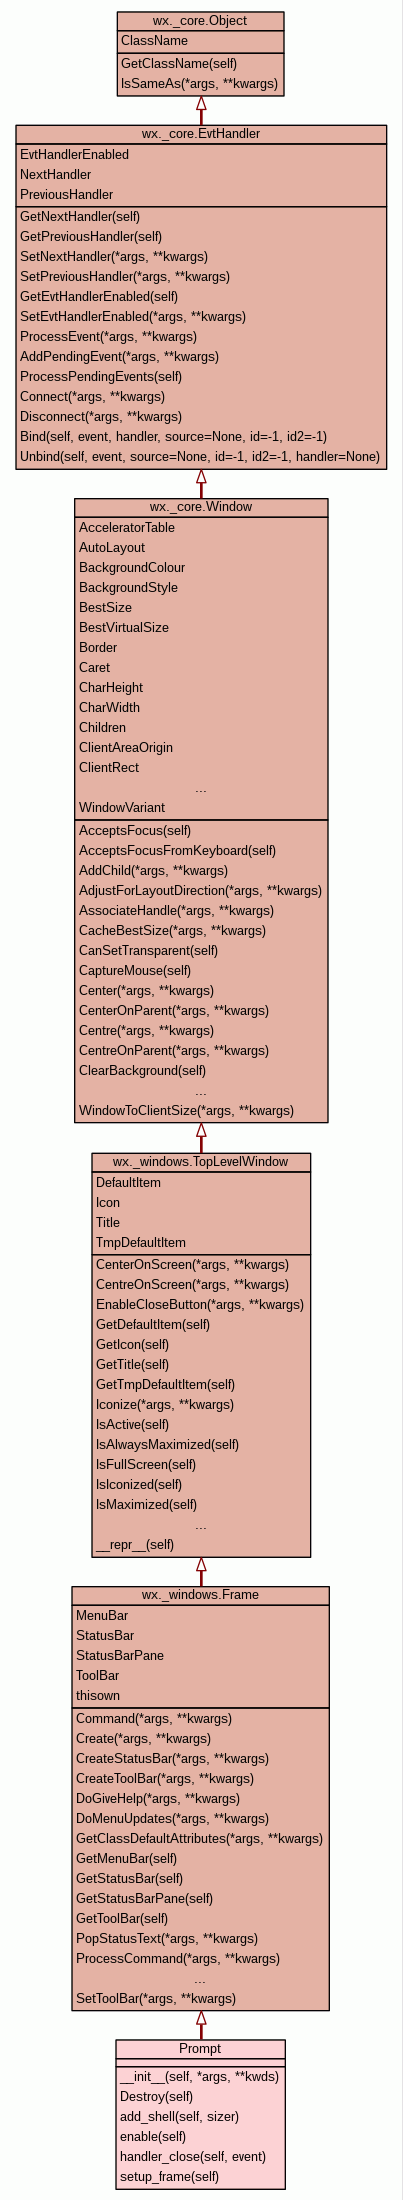 wx._core.Object
ClassName
GetClassName(self)
IsSameAs(*args, **kwargs)
wx._core.EvtHandler
EvtHandlerEnabled
NextHandler
PreviousHandler
GetNextHandler(self)
GetPreviousHandler(self)
SetNextHandler(*args, **kwargs)
SetPreviousHandler(*args, **kwargs)
GetEvtHandlerEnabled(self)
SetEvtHandlerEnabled(*args, **kwargs)
ProcessEvent(*args, **kwargs)
AddPendingEvent(*args, **kwargs)
ProcessPendingEvents(self)
Connect(*args, **kwargs)
Disconnect(*args, **kwargs)
Bind(self, event, handler, source=None, id=-1, id2=-1)
Unbind(self, event, source=None, id=-1, id2=-1, handler=None)
wx._core.Window
AcceleratorTable
AutoLayout
BackgroundColour
BackgroundStyle
BestSize
BestVirtualSize
Border
Caret
CharHeight
CharWidth
Children
ClientAreaOrigin
ClientRect
...
WindowVariant
AcceptsFocus(self)
AcceptsFocusFromKeyboard(self)
AddChild(*args, **kwargs)
AdjustForLayoutDirection(*args, **kwargs)
AssociateHandle(*args, **kwargs)
CacheBestSize(*args, **kwargs)
CanSetTransparent(self)
CaptureMouse(self)
Center(*args, **kwargs)
CenterOnParent(*args, **kwargs)
Centre(*args, **kwargs)
CentreOnParent(*args, **kwargs)
ClearBackground(self)
...
WindowToClientSize(*args, **kwargs)
wx._windows.TopLevelWindow
DefaultItem
Icon
Title
TmpDefaultItem
CenterOnScreen(*args, **kwargs)
CentreOnScreen(*args, **kwargs)
EnableCloseButton(*args, **kwargs)
GetDefaultItem(self)
GetIcon(self)
GetTitle(self)
GetTmpDefaultItem(self)
Iconize(*args, **kwargs)
IsActive(self)
IsAlwaysMaximized(self)
IsFullScreen(self)
IsIconized(self)
IsMaximized(self)
...
__repr__(self)
wx._windows.Frame
MenuBar
StatusBar
StatusBarPane
ToolBar
thisown
Command(*args, **kwargs)
Create(*args, **kwargs)
CreateStatusBar(*args, **kwargs)
CreateToolBar(*args, **kwargs)
DoGiveHelp(*args, **kwargs)
DoMenuUpdates(*args, **kwargs)
GetClassDefaultAttributes(*args, **kwargs)
GetMenuBar(self)
GetStatusBar(self)
GetStatusBarPane(self)
GetToolBar(self)
PopStatusText(*args, **kwargs)
ProcessCommand(*args, **kwargs)
...
SetToolBar(*args, **kwargs)
Prompt
__init__(self, *args, **kwds)
Destroy(self)
add_shell(self, sizer)
enable(self)
handler_close(self, event)
setup_frame(self)